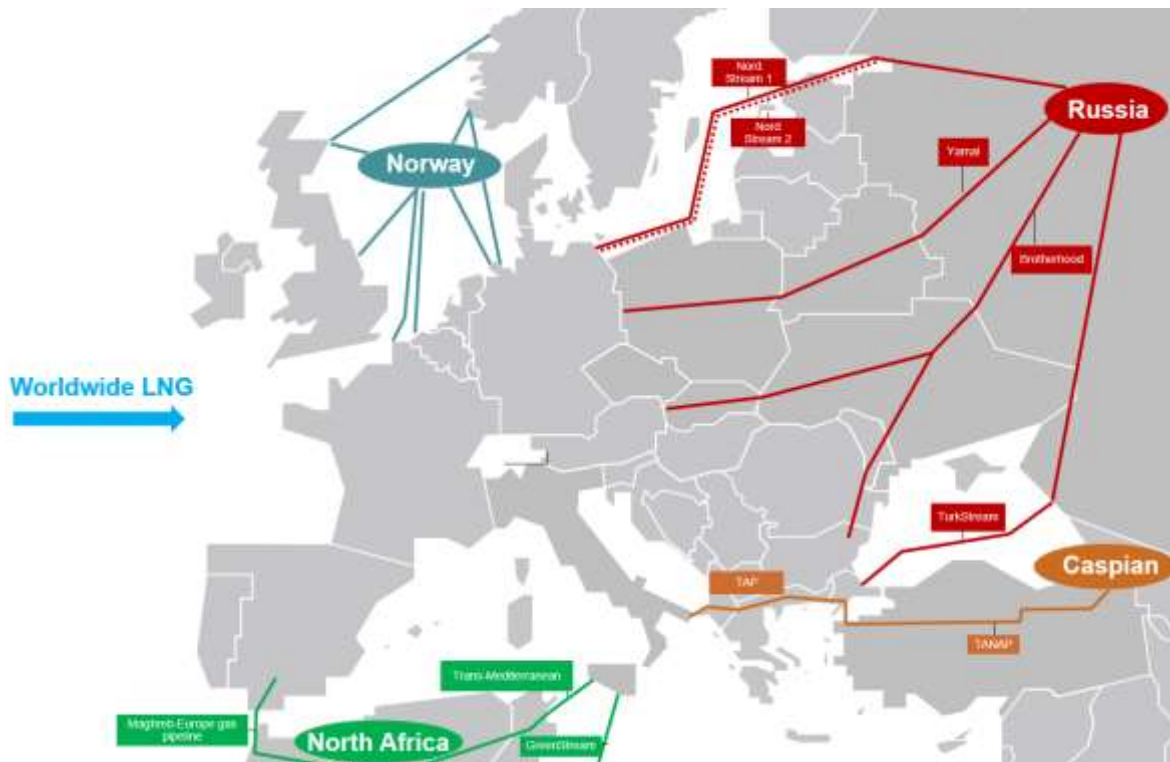 Nord
Stream 1
Nord
Stream 2
Russia
Norway
Yamal
Brotherhood
Worldwide LNG
TurkStream
Caspian
TAP
TANAP
Trans-Mediterranean
Maghreb-Europe gas
pipeline
North Africa
GreenStream